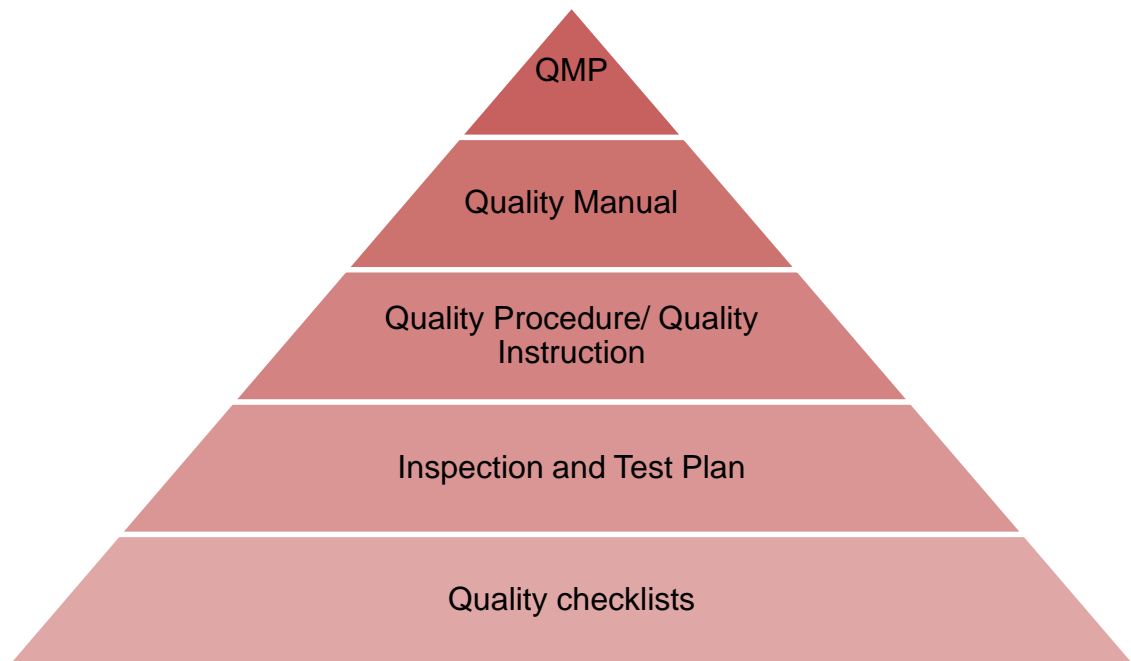 QMP
Quality Manual
Quality Procedure/ Quality
Instruction
Inspection and Test Plan
Quality checklists